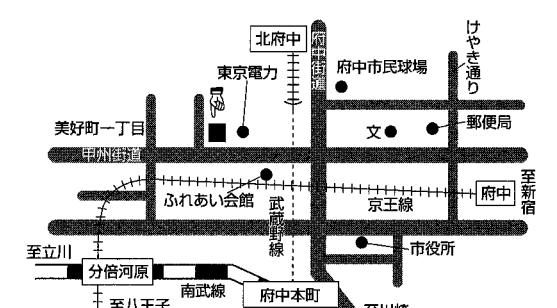 北府中
府中街道
けやき通り
東京電力
府中市民球場
美好町一丁目
文
郵便局
甲州街道
至新宿
ふれあい会館
武蔵野線
京王線
府中
市役所
至立川
分倍河原
南武線
府中本町
至八王子
至川崎